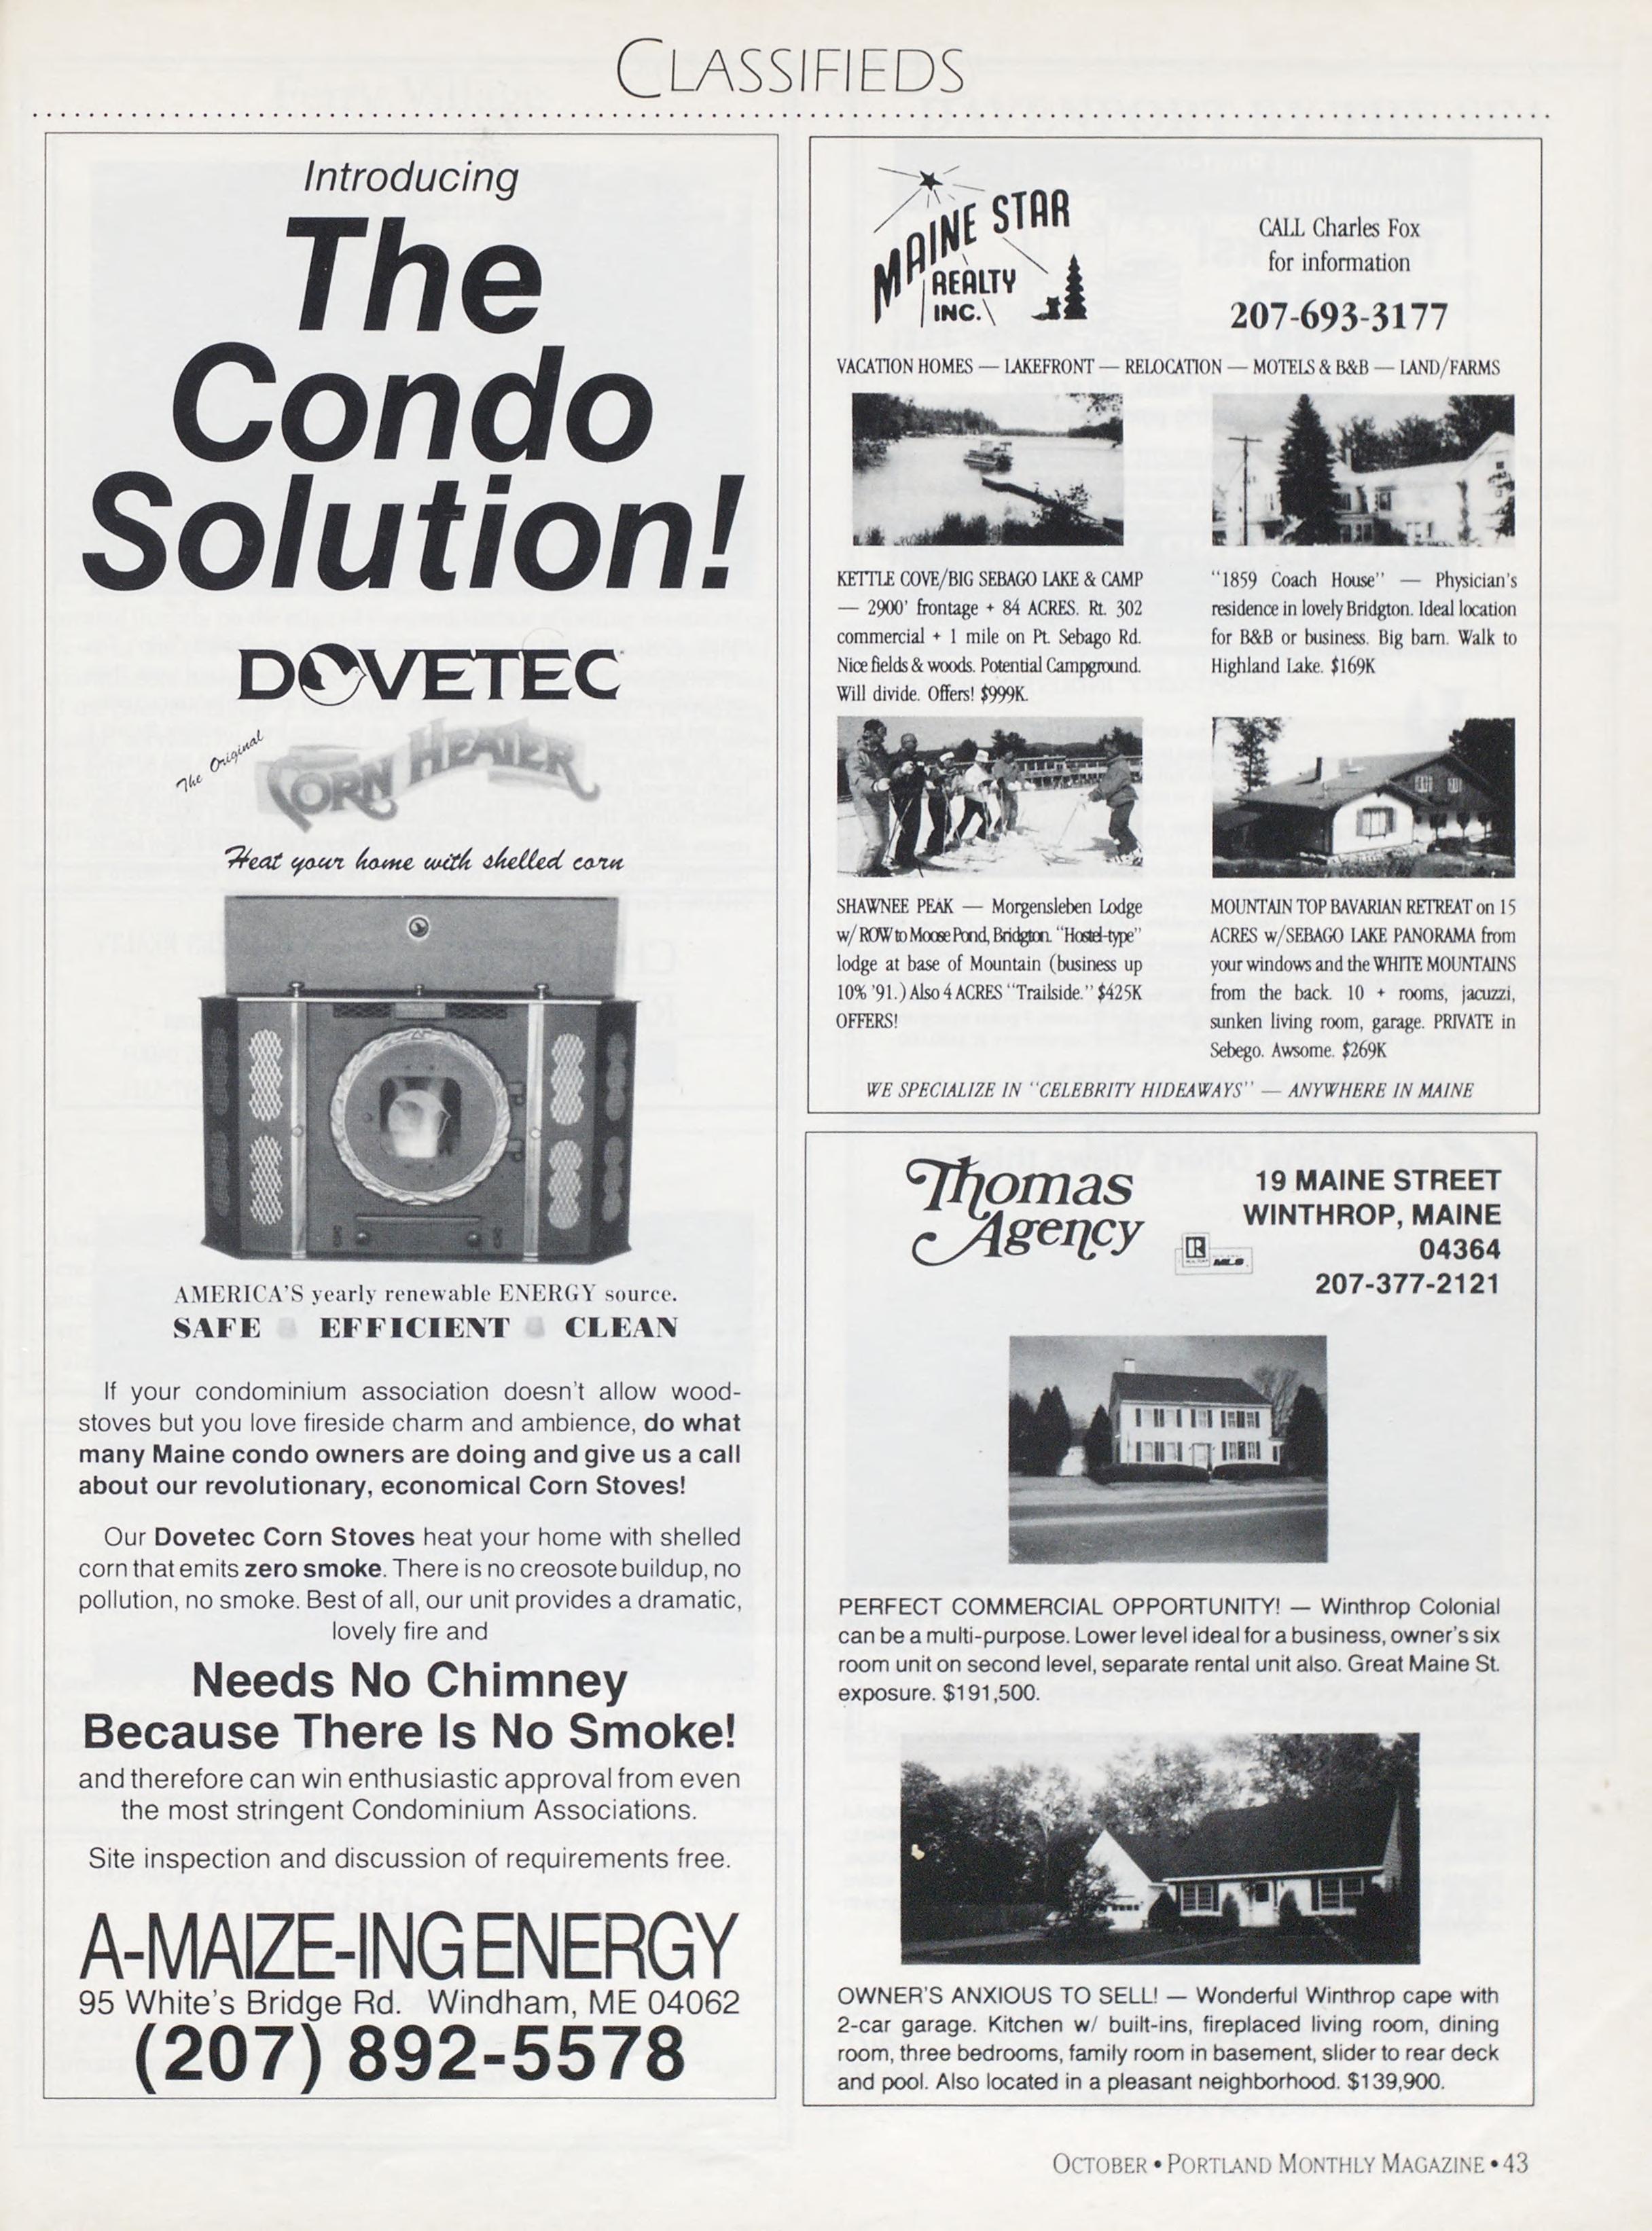 CLASSIFIEDS
Introducing
The
Condo
Solution!
DOVETEC
The Original
CORN HEATER
Heat your home with shelled corn
AMERICA'S yearly renewable ENERGY source.
SAFE EFFICIENT CLEAN
If your condominium association doesn't allow wood-
stoves but you love fireside charm and ambience, do what
many Maine condo owners are doing and give us a call
about our revolutionary, economical Corn Stoves!
Our Dovetec Corn Stoves heat your home with shelled
corn that emits zero smoke. There is no creosote buildup, no
pollution, no smoke. Best of all, our unit provides a dramatic,
lovely fire and
Needs No Chimney
Because There Is No Smoke!
and therefore can win enthusiastic approval from even
the most stringent Condominium Associations.
Site inspection and discussion of requirements free.
A-MAIZE-ING ENERGY
95 White's Bridge Rd. Windham, ME 04062
(207) 892-5578
MAINE STAR
REALTY
INC.
CALL Charles Fox
for information
207-693-3177
VACATION HOMES — LAKEFRONT — RELOCATION — MOTELS & B&B — LAND/FARMS
KETTLE COVE/BIG SEBAGO LAKE & CAMP
— 2900' frontage + 84 ACRES. Rt. 302
commercial + 1 mile on Pt. Sebago Rd.
Nice fields & woods. Potential Campground.
Will divide. Offers! $999K.
"1859 Coach House" — Physician's
residence in lovely Bridgton. Ideal location
for B&B or business. Big barn. Walk to
Highland Lake. $169K
SHAWNEE PEAK — Morgensleben Lodge
w/ ROW to Moose Pond, Bridgton. "Hostel-type"
lodge at base of Mountain (business up
10% '91.) Also 4 ACRES "Trailside." $425K
OFFERS!
MOUNTAIN TOP BAVARIAN RETREAT on 15
ACRES w/SEBAGO LAKE PANORAMA from
your windows and the WHITE MOUNTAINS
from the back. 10 + rooms, jacuzzi,
sunken living room, garage. PRIVATE in
Sebego. Awsome. $269K
WE SPECIALIZE IN "CELEBRITY HIDEAWAYS" — ANYWHERE IN MAINE
Thomas
Agency
R
MLS
19 MAINE STREET
WINTHROP, MAINE
04364
207-377-2121
PERFECT COMMERCIAL OPPORTUNITY! — Winthrop Colonial
can be a multi-purpose. Lower level ideal for a business, owner's six
room unit on second level, separate rental unit also. Great Maine St.
exposure. $191,500.
OWNER'S ANXIOUS TO SELL! — Wonderful Winthrop cape with
2-car garage. Kitchen w/ built-ins, fireplaced living room, dining
room, three bedrooms, family room in basement, slider to rear deck
and pool. Also located in a pleasant neighborhood. $139,900.
OCTOBER • PORTLAND MONTHLY MAGAZINE • 43